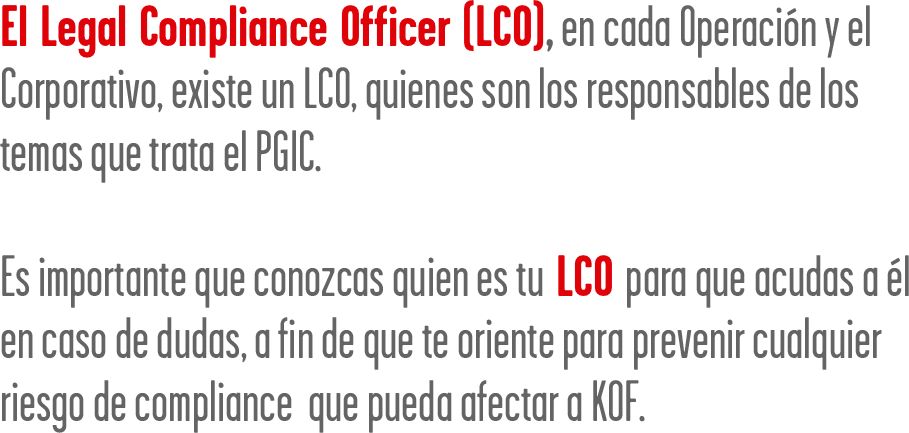 El Legal Compliance Officer (LCO), en cada Operación y el
Corporativo, existe un LCO, quienes son los responsables de los
temas que trata el PGIC.
Es importante que conozcas quien es tu LCO para que acudas a él
en caso de dudas, a fin de que te oriente para prevenir cualquier
riesgo de compliance que pueda afectar a KOF.